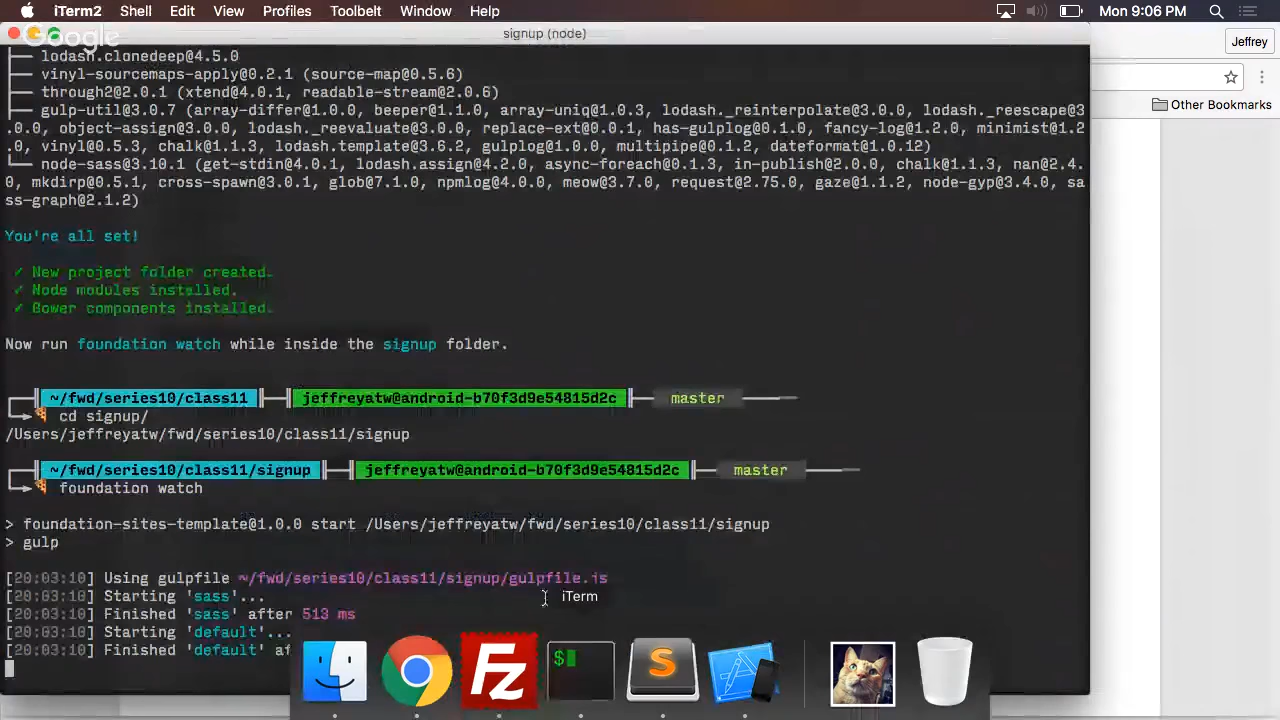 iTerm2 Shell Edit View Profiles Toolbelt Window Help Mon 9:06 PM
Google
signup (node)
Jeffrey
Other Bookmarks
├── lodash.clonedeep@4.5.0
├── vinyl-sourcemaps-apply@0.2.1 (source-map@0.5.6)
├── through2@2.0.1 (xtend@4.0.1, readable-stream@2.0.6)
├── gulp-util@3.0.7 (array-differ@1.0.0, beeper@1.1.0, array-uniq@1.0.3, lodash._reinterpolate@3.0.0, lodash._reescape@3
.0.0, object-assign@3.0.0, lodash._reevaluate@3.0.0, replace-ext@0.0.1, has-gulplog@0.1.0, fancy-log@1.2.0, minimist@1.2
.0, vinyl@0.5.3, chalk@1.1.3, lodash.template@3.6.2, gulplog@1.0.0, multipipe@0.1.2, dateformat@1.0.12)
└── node-sass@3.10.1 (get-stdin@4.0.1, lodash.assign@4.2.0, async-foreach@0.1.3, in-publish@2.0.0, chalk@1.1.3, nan@2.4.
0, mkdirp@0.5.1, cross-spawn@3.0.1, glob@7.1.0, npmlog@4.0.0, meow@3.7.0, request@2.75.0, gaze@1.1.2, node-gyp@3.4.0, sa
ss-graph@2.1.2)
You're all set!
✓ New project folder created.
✓ Node modules installed.
✓ Bower components installed.
Now run foundation watch while inside the signup folder.
~/fwd/series10/class11 jeffreyatw@android-b70f3d9e54815d2c master
cd signup/
/Users/jeffreyatw/fwd/series10/class11/signup
~/fwd/series10/class11/signup jeffreyatw@android-b70f3d9e54815d2c master
foundation watch
> foundation-sites-template@1.0.0 start /Users/jeffreyatw/fwd/series10/class11/signup
> gulp
[20:03:10] Using gulpfile ~/fwd/series10/class11/signup/gulpfile.js
[20:03:10] Starting 'sass'...
[20:03:10] Finished 'sass' after 513 ms
[20:03:10] Starting 'default'...
[20:03:10] Finished 'default' af
iTerm
Fz
$
S